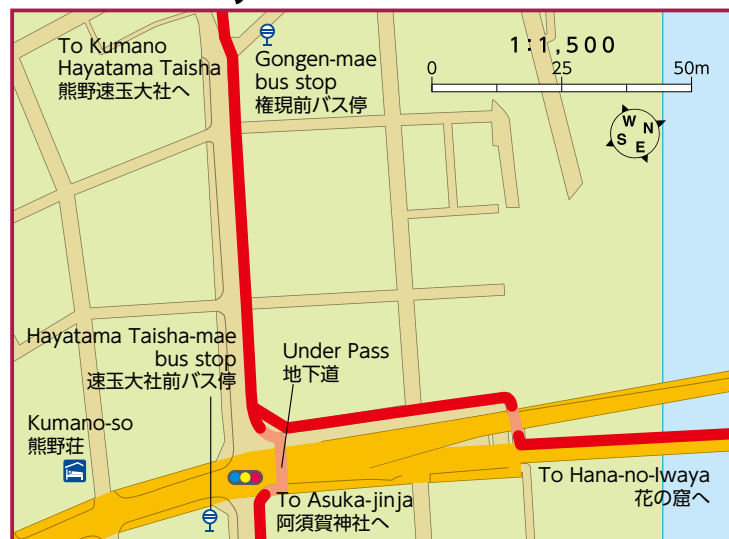 To Kumano
Hayatama Taisha
熊野速玉大社へ
Gongen-mae
bus stop
権現前バス停
1:1,500
0 25 50m
W N
S E
Hayatama Taisha-mae
bus stop
速玉大社前バス停
Under Pass
地下道
Kumano-so
熊野荘
To Asuka-jinja
阿須賀神社へ
To Hana-no-Iwaya
花の窟へ